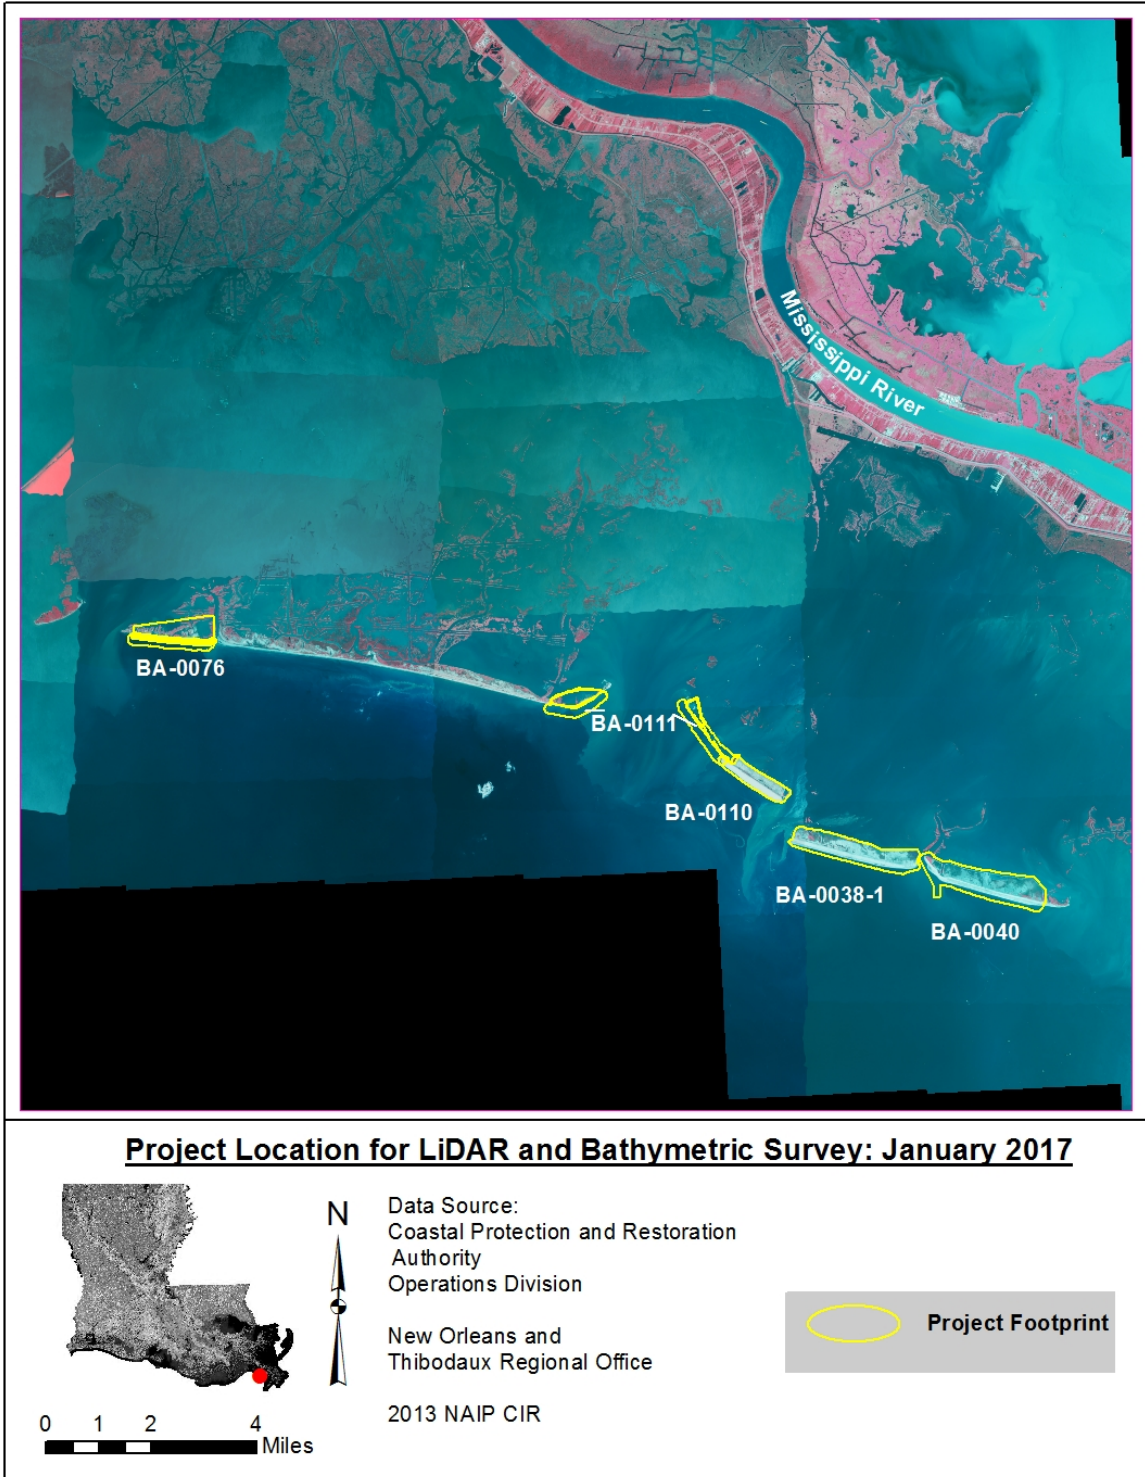 Mississippi River
BA-0076
BA-0111
BA-0110
BA-0038-1
BA-0040
Project Location for LiDAR and Bathymetric Survey: January 2017
N
Data Source:
Coastal Protection and Restoration
Authority
Operations Division
New Orleans and
Thibodaux Regional Office
2013 NAIP CIR
Project Footprint
0 1 2 4
Miles